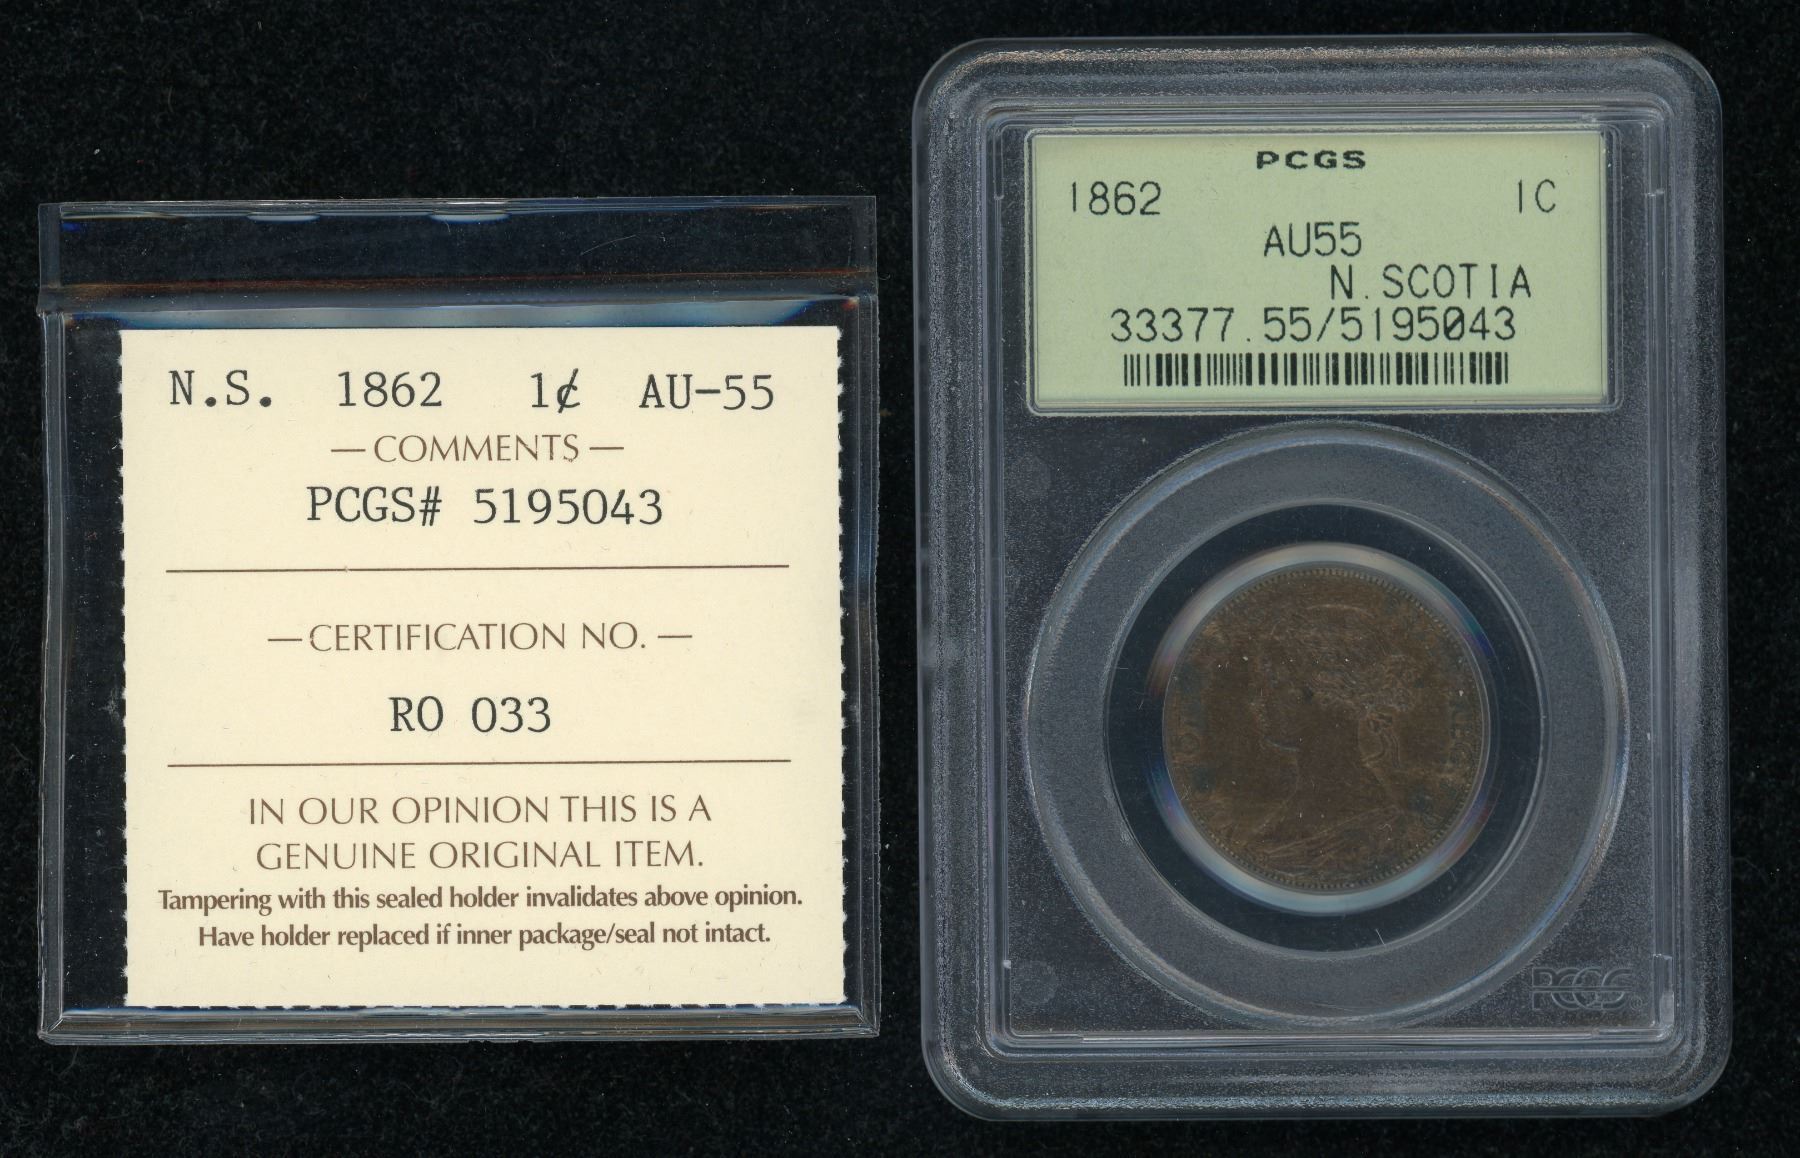 N.S. 1862 1¢ AU-55
— COMMENTS —
PCGS# 5195043
— CERTIFICATION NO. —
RO 033
IN OUR OPINION THIS IS A
GENUINE ORIGINAL ITEM.
Tampering with this sealed holder invalidates above opinion.
Have holder replaced if inner package/seal not intact.
PCGS
1862 1C
AU55
N.SCOTIA
33377.55/5195043
PCGS